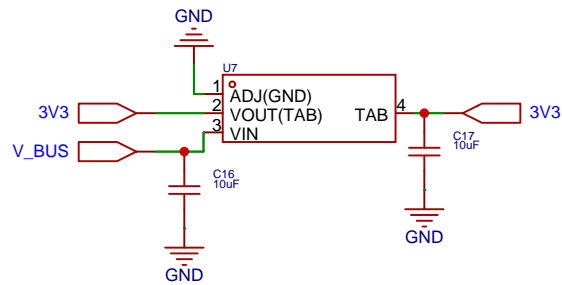 GND
U7
1
ADJ(GND)
3V3
2
VOUT(TAB)
TAB
4
3V3
3
VIN
V_BUS
C17
10uF
C16
10uF
GND
GND